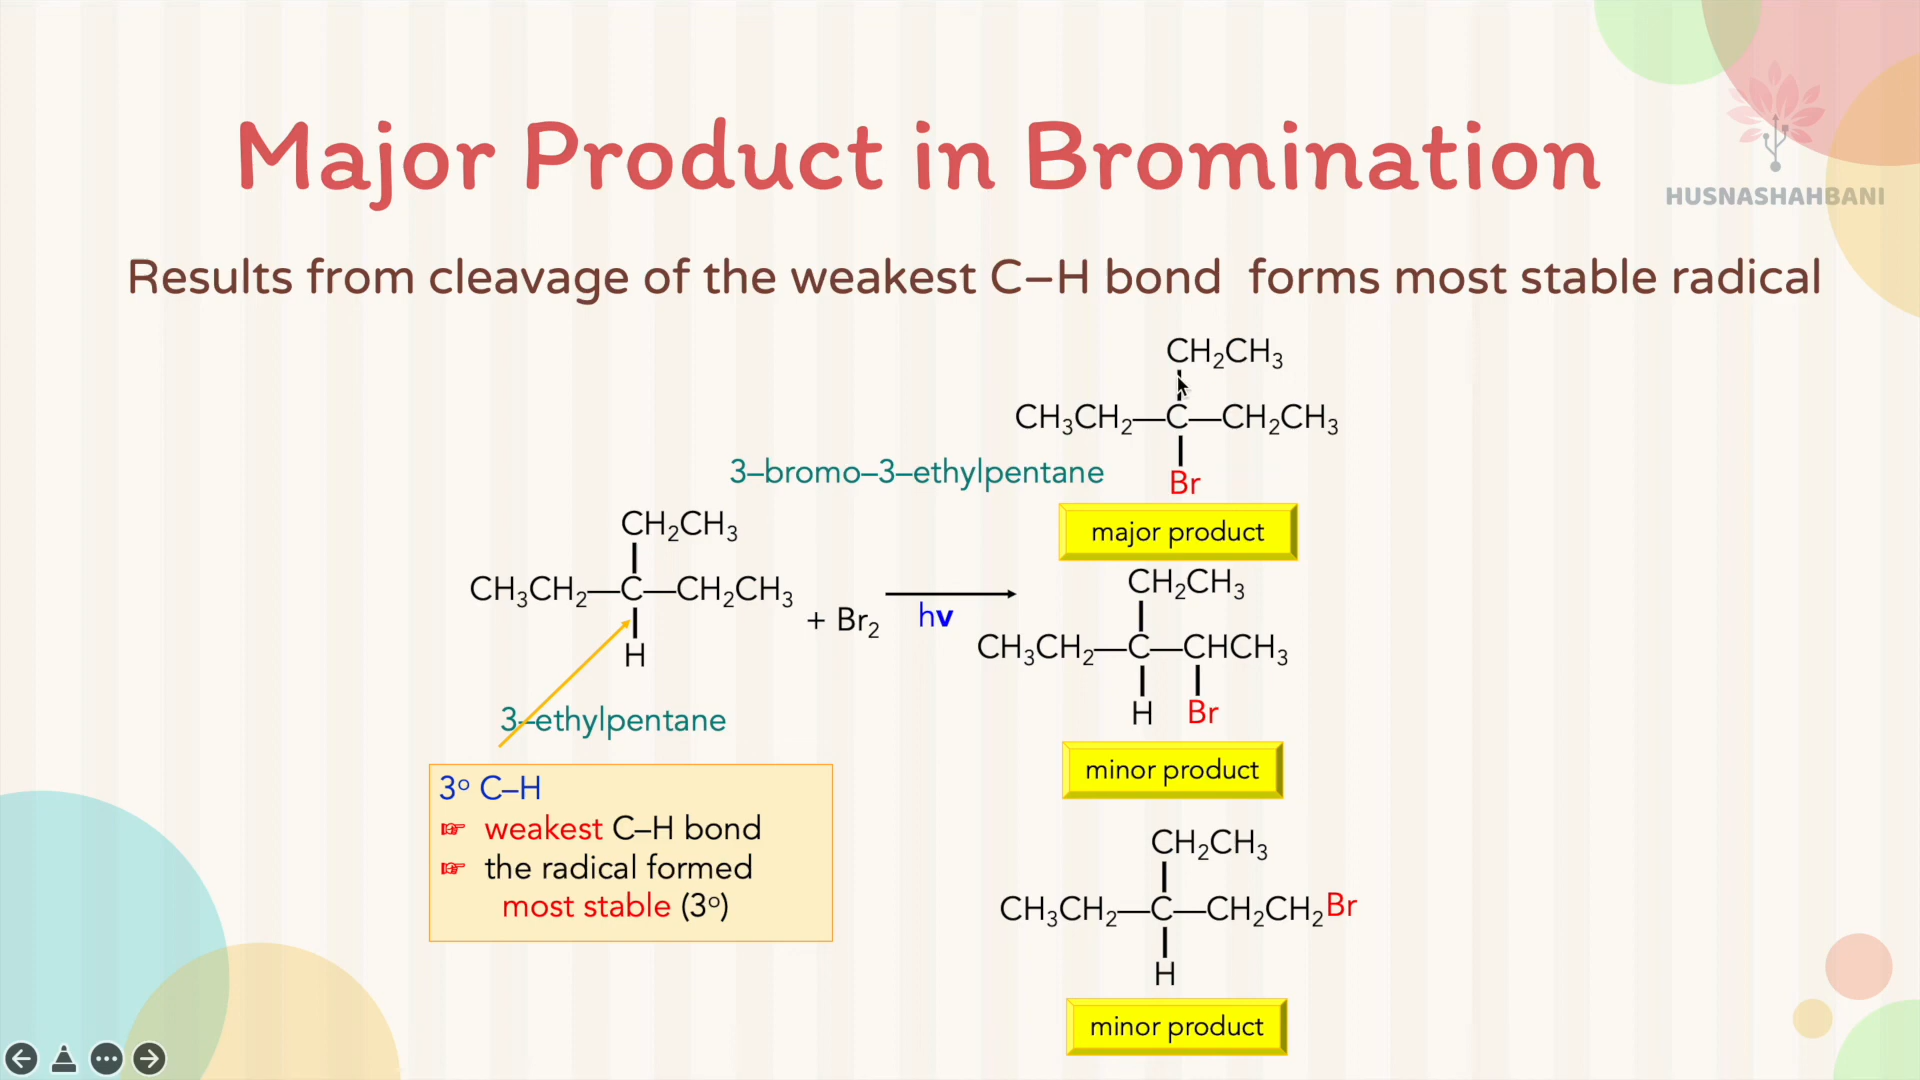 Major Product in Bromination
HUSNASHAHBANI
Results from cleavage of the weakest C–H bond  forms most stable radical
CH₂CH₃
CH₃CH₂—C—CH₂CH₃
Br
3–bromo–3–ethylpentane
major product
CH₂CH₃
CH₃CH₂—C—CH₂CH₃
H
+ Br₂
hv
3–ethylpentane
CH₂CH₃
CH₃CH₂—C—CHCH₃
H Br
minor product
3º C–H
☞ weakest C–H bond
☞ the radical formed
most stable (3º)
CH₂CH₃
CH₃CH₂—C—CH₂CH₂Br
H
minor product